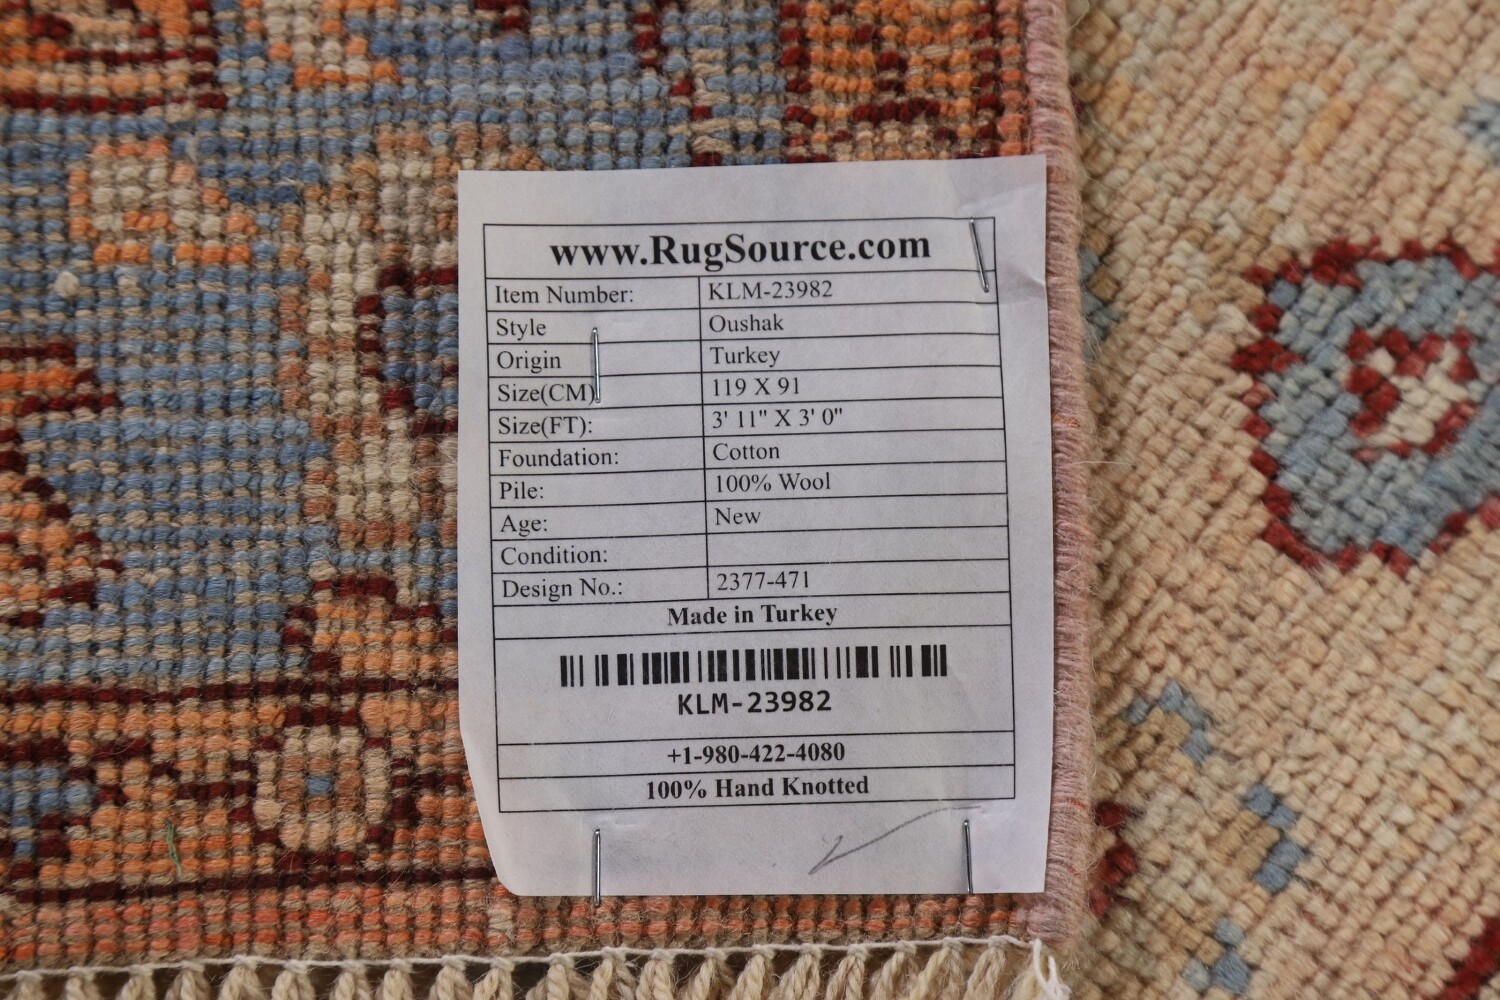 www.RugSource.com
Item Number: KLM-23982
Style Oushak
Origin Turkey
Size(CM) 119 X 91
Size(FT): 3' 11" X 3' 0"
Foundation: Cotton
Pile: 100% Wool
Age: New
Condition:
Design No.: 2377-471
Made in Turkey
KLM-23982
+1-980-422-4080
100% Hand Knotted